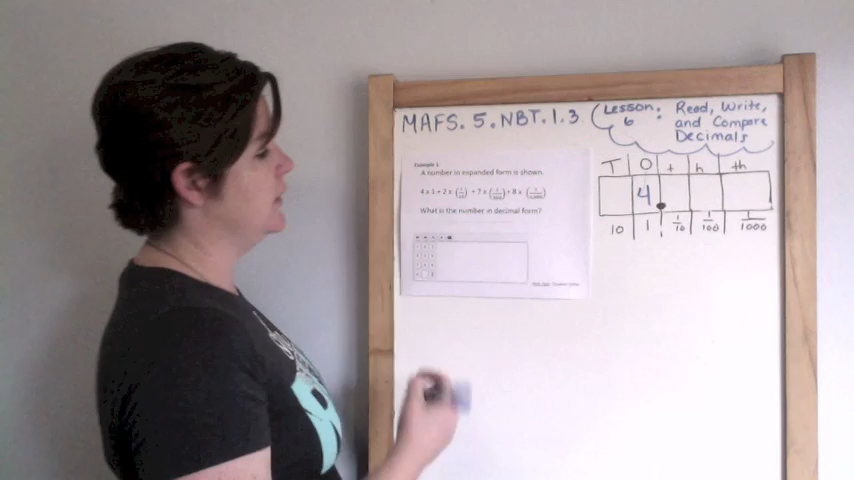 MAFS. 5. NBT. 1. 3
Lesson 6: Read, Write,
and Compare
Decimals
Example 1
A number in expanded form is shown.
What is the number in decimal form?
T O t h th
4 .
10 1 1/10 1/100 1/1000